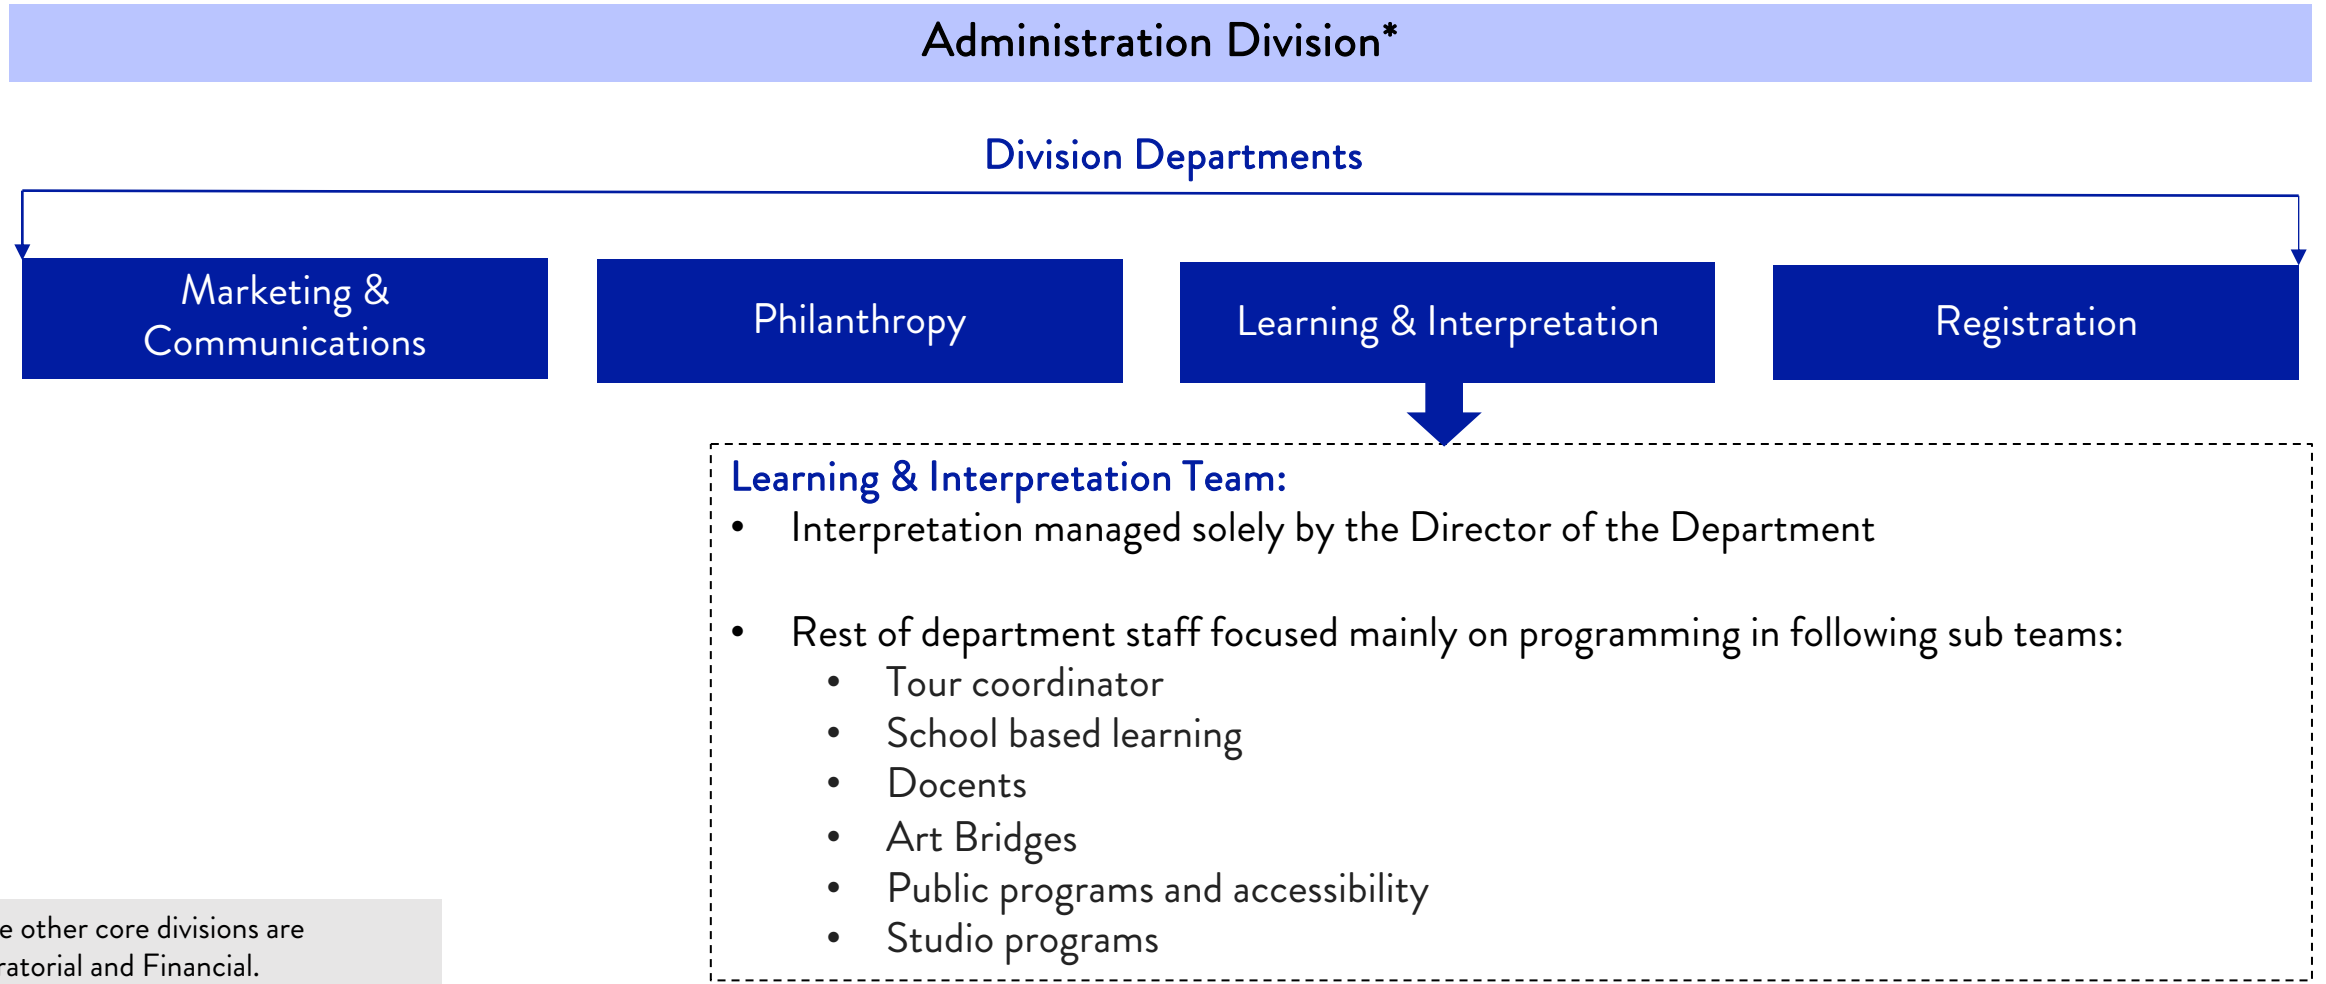 Administration Division*
Division Departments
Marketing &
Communications
Philanthropy
Learning & Interpretation
Registration
Learning & Interpretation Team:
• Interpretation managed solely by the Director of the Department
• Rest of department staff focused mainly on programming in following sub teams:
• Tour coordinator
• School based learning
• Docents
• Art Bridges
• Public programs and accessibility
• Studio programs
other core divisions are
and Financial.